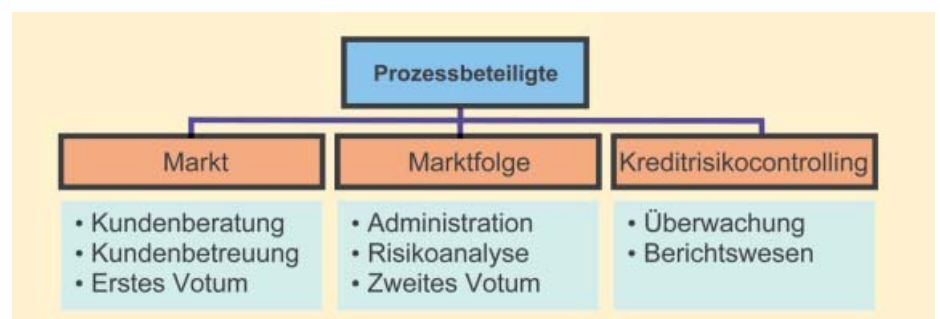 Prozessbeteiligte
Markt
• Kundenberatung
• Kundenbetreuung
• Erstes Votum
Marktfolge
• Administration
• Risikoanalyse
• Zweites Votum
Kreditrisikocontrolling
• Überwachung
• Berichtswesen